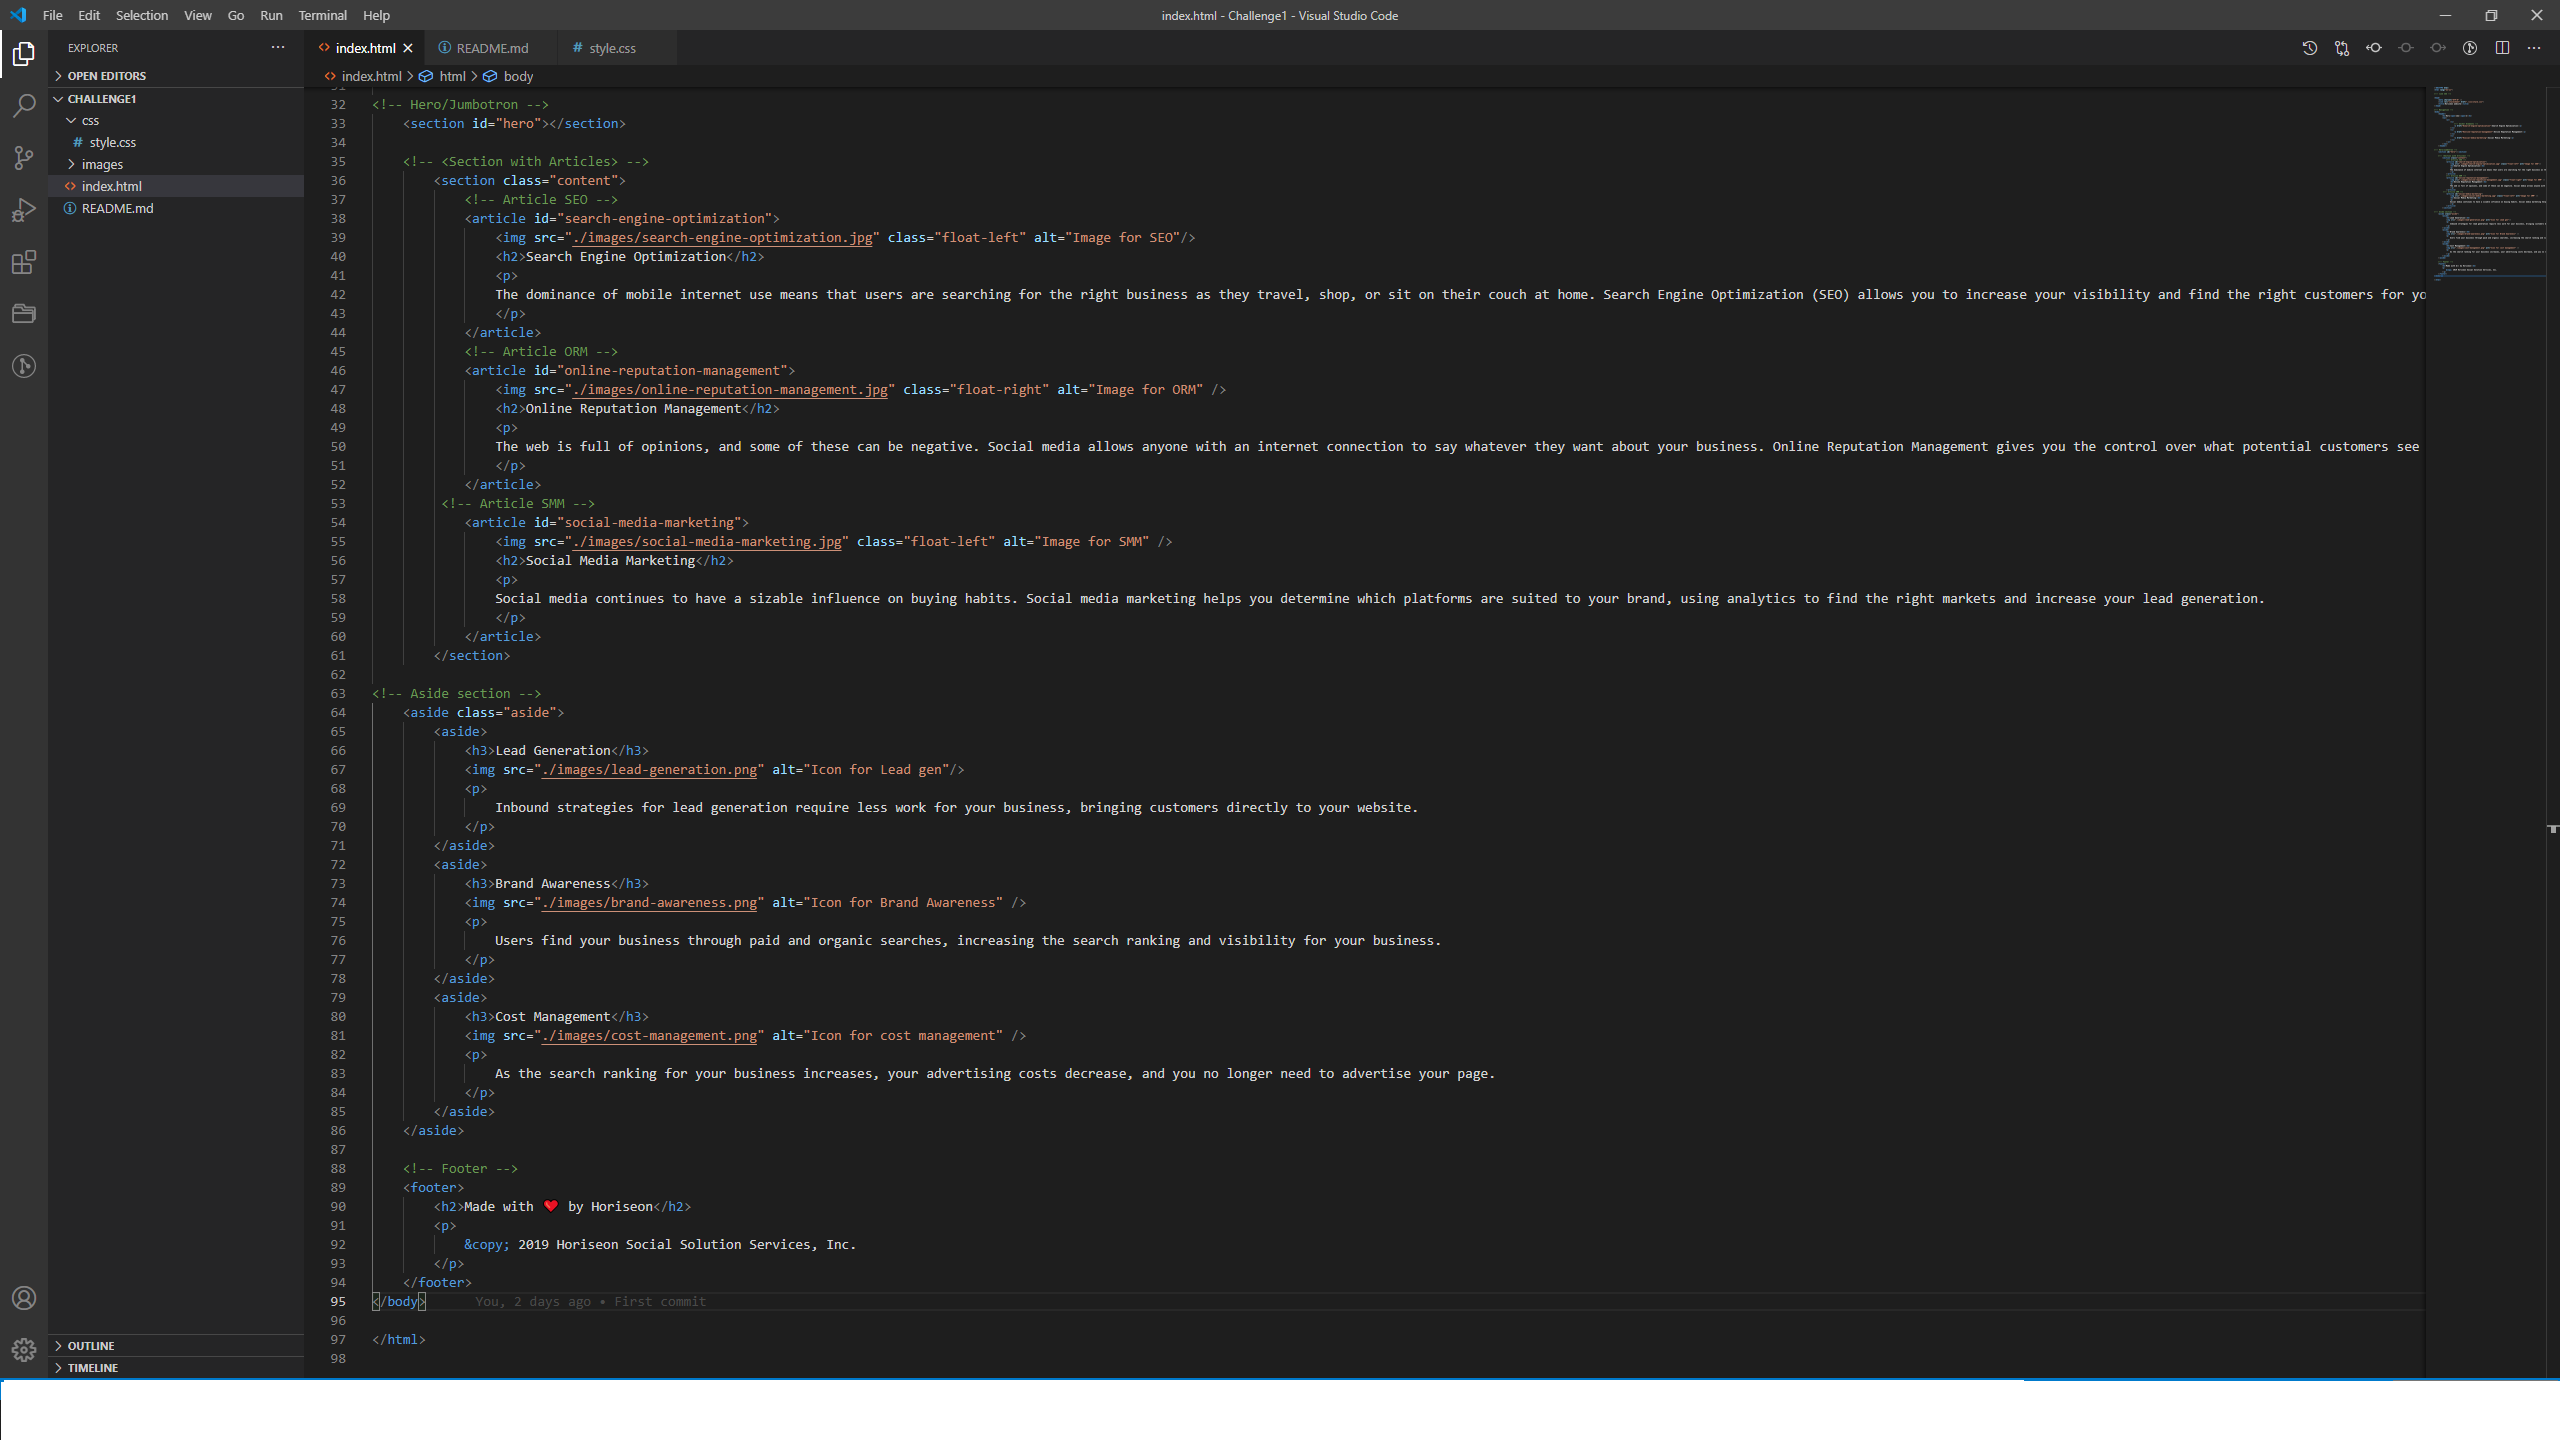 File Edit Selection View Go Run Terminal Help
index.html - Challenge1 - Visual Studio Code
EXPLORER
OPEN EDITORS
CHALLENGE1
css
# style.css
images
<> index.html
README.md
OUTLINE
TIMELINE
<> index.html README.md # style.css
<> index.html > html > body
31
32 <!-- Hero/Jumbotron -->
33 <section id="hero"></section>
34
35 <!-- <Section with Articles> -->
36 <section class="content">
37 <!-- Article SEO -->
38 <article id="search-engine-optimization">
39 <img src="./images/search-engine-optimization.jpg" class="float-left" alt="Image for SEO"/>
40 <h2>Search Engine Optimization</h2>
41 <p>
42 The dominance of mobile internet use means that users are searching for the right business as they travel, shop, or sit on their couch at home. Search Engine Optimization (SEO) allows you to increase your visibility and find the right customers for yo
43 </p>
44 </article>
45 <!-- Article ORM -->
46 <article id="online-reputation-management">
47 <img src="./images/online-reputation-management.jpg" class="float-right" alt="Image for ORM" />
48 <h2>Online Reputation Management</h2>
49 <p>
50 The web is full of opinions, and some of these can be negative. Social media allows anyone with an internet connection to say whatever they want about your business. Online Reputation Management gives you the control over what potential customers see
51 </p>
52 </article>
53 <!-- Article SMM -->
54 <article id="social-media-marketing">
55 <img src="./images/social-media-marketing.jpg" class="float-left" alt="Image for SMM" />
56 <h2>Social Media Marketing</h2>
57 <p>
58 Social media continues to have a sizable influence on buying habits. Social media marketing helps you determine which platforms are suited to your brand, using analytics to find the right markets and increase your lead generation.
59 </p>
60 </article>
61 </section>
62
63 <!-- Aside section -->
64 <aside class="aside">
65 <aside>
66 <h3>Lead Generation</h3>
67 <img src="./images/lead-generation.png" alt="Icon for Lead gen"/>
68 <p>
69 Inbound strategies for lead generation require less work for your business, bringing customers directly to your website.
70 </p>
71 </aside>
72 <aside>
73 <h3>Brand Awareness</h3>
74 <img src="./images/brand-awareness.png" alt="Icon for Brand Awareness" />
75 <p>
76 Users find your business through paid and organic searches, increasing the search ranking and visibility for your business.
77 </p>
78 </aside>
79 <aside>
80 <h3>Cost Management</h3>
81 <img src="./images/cost-management.png" alt="Icon for cost management" />
82 <p>
83 As the search ranking for your business increases, your advertising costs decrease, and you no longer need to advertise your page.
84 </p>
85 </aside>
86 </aside>
87
88 <!-- Footer -->
89 <footer>
90 <h2>Made with ❤️ by Horiseon</h2>
91 <p>
92 &copy; 2019 Horiseon Social Solution Services, Inc.
93 </p>
94 </footer>
95 </body> You, 2 days ago • First commit
96
97 </html>
98